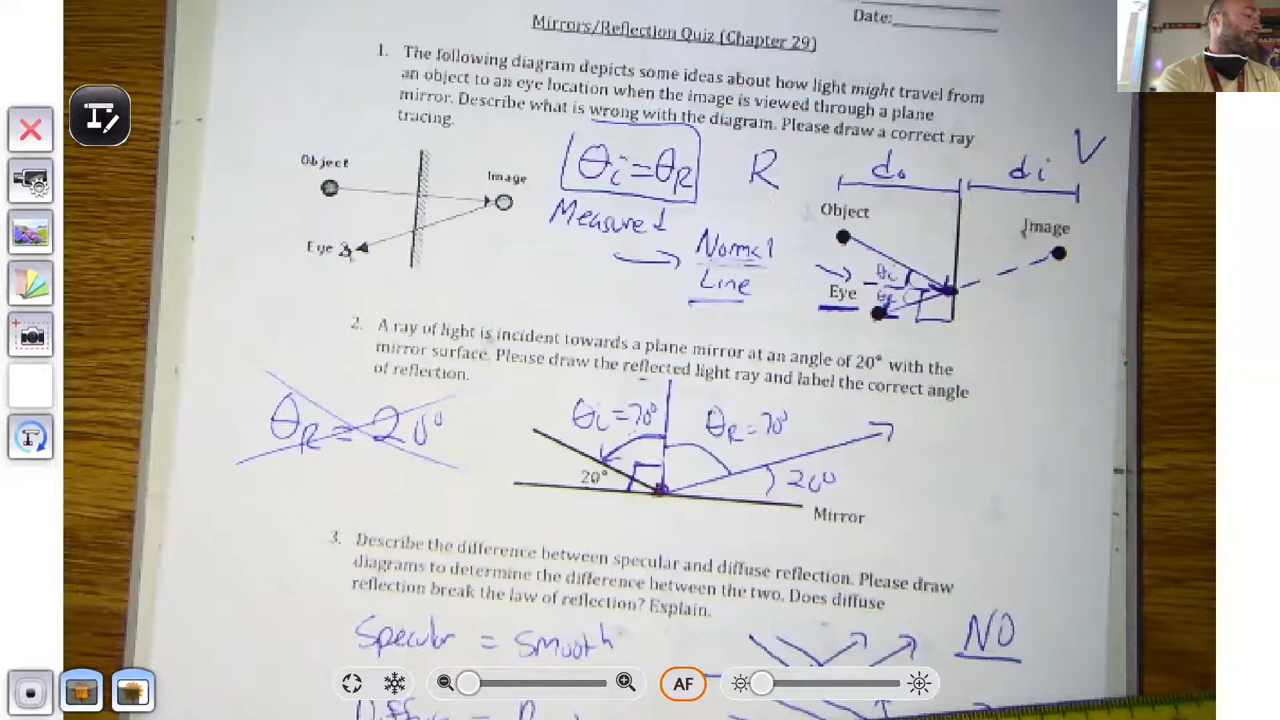 Date:
Mirrors/Reflection Quiz (Chapter 29)
1. The following diagram depicts some ideas about how light might travel from
an object to an eye location when the image is viewed through a plane
mirror. Describe what is wrong with the diagram. Please draw a correct ray
tracing.
Object
Image
Eye
θi=θR
R
Measured
Normal
Line
do
di
V
Object
Image
θi
Eye
2. A ray of light is incident towards a plane mirror at an angle of 20° with the
mirror surface. Please draw the reflected light ray and label the correct angle
of reflection.
θR=20°
θi=70°
θR=70°
20°
20°
Mirror
3. Describe the difference between specular and diffuse reflection. Please draw
diagrams to determine the difference between the two. Does diffuse
reflection break the law of reflection? Explain.
Specular = Smooth
NO
AF